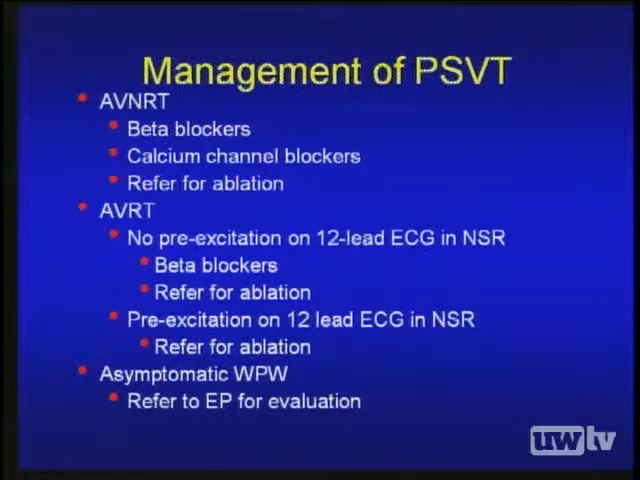 Management of PSVT
AVNRT
Beta blockers
Calcium channel blockers
Refer for ablation
AVRT
No pre-excitation on 12-lead ECG in NSR
Beta blockers
Refer for ablation
Pre-excitation on 12 lead ECG in NSR
Refer for ablation
Asymptomatic WPW
Refer to EP for evaluation
uwtv